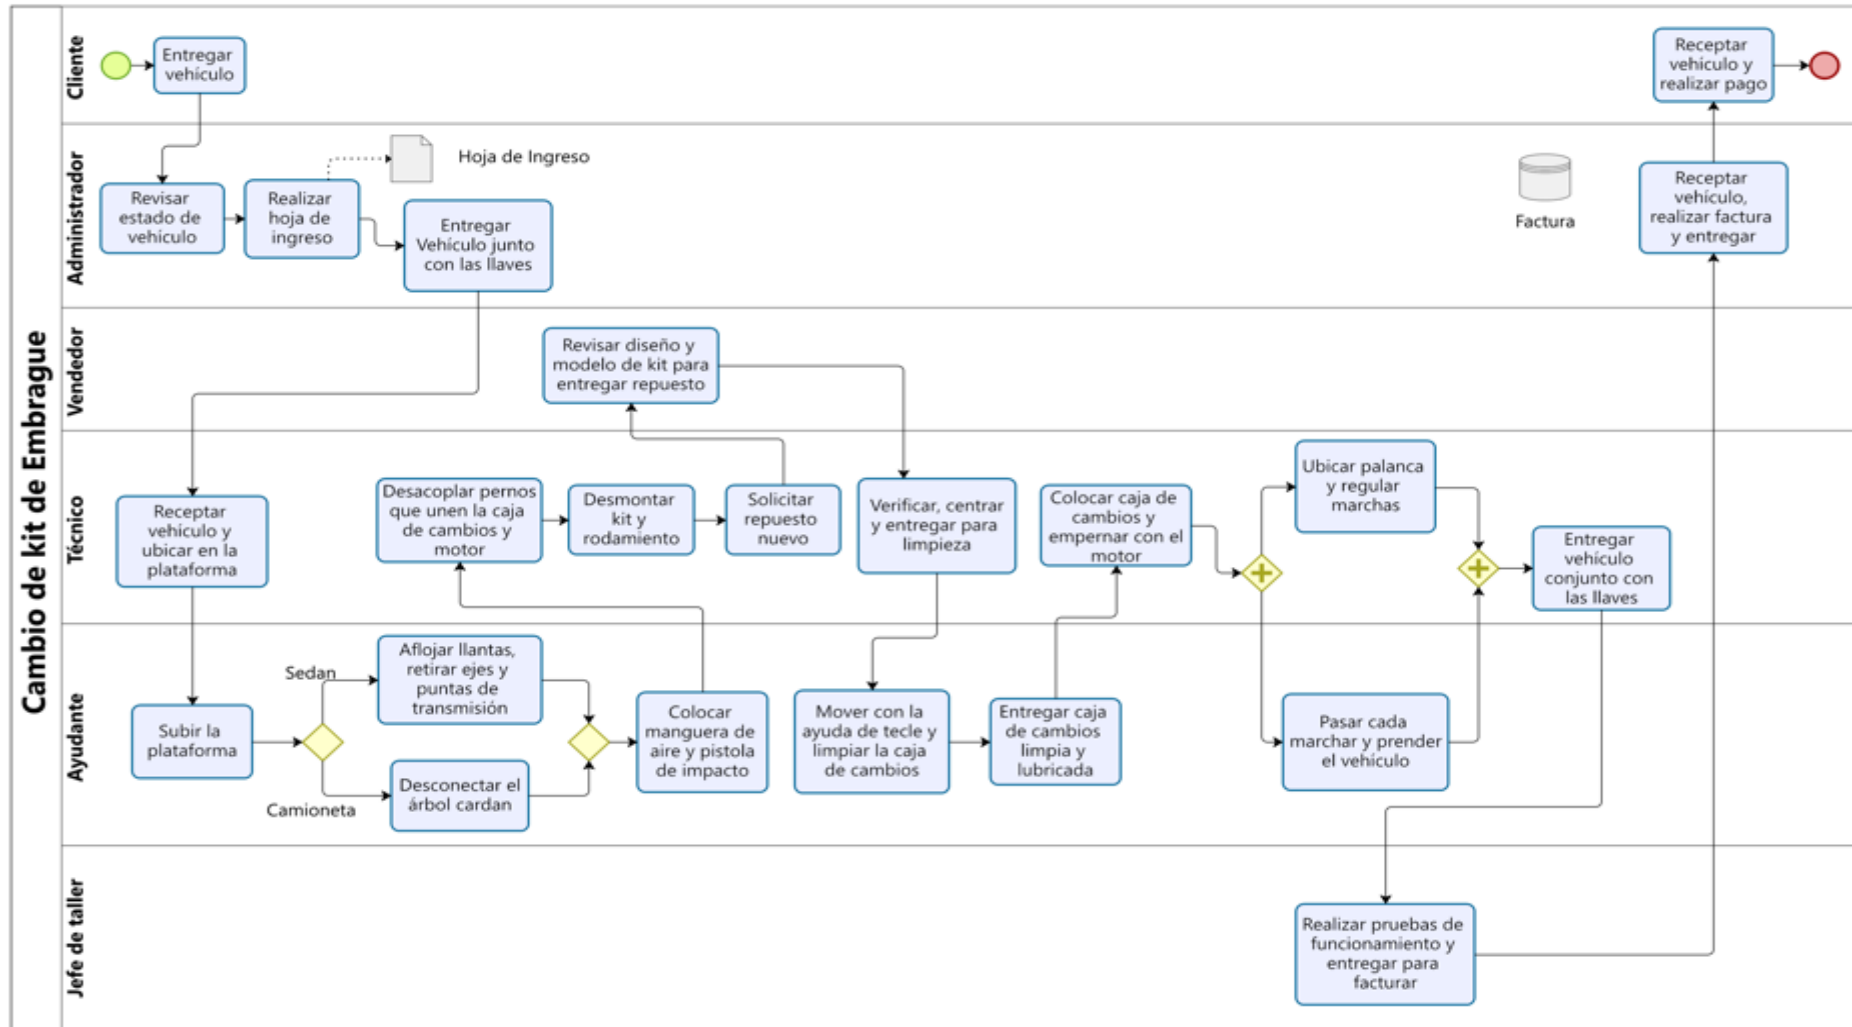 Cambio de kit de Embrague
Cliente
Entregar
vehículo
Receptar
vehiculo y
realizar pago
Administrador
Revisar
estado de
vehículo
Realizar
hoja de
ingreso
Hoja de Ingreso
Entregar
Vehículo junto
con las llaves
Factura
Receptar
vehículo,
realizar factura
y entregar
Vendedor
Revisar diseño y
modelo de kit para
entregar repuesto
Técnico
Receptar
vehículo y
ubicar en la
plataforma
Desacoplar pernos
que unen la caja
de cambios y
motor
Desmontar
kit y
rodamiento
Solicitar
repuesto
nuevo
Verificar, centrar
y entregar para
limpieza
Colocar caja de
cambios y
empernar con el
motor
Ubicar palanca
y regular
marchas
Entregar
vehículo
conjunto con
las llaves
Ayudante
Subir la
plataforma
Sedan
Aflojar llantas,
retirar ejes y
puntas de
transmisión
Camioneta
Desconectar el
árbol cardan
Colocar
manguera de
aire y pistola
de impacto
Mover con la
ayuda de tecle y
limpiar la caja
de cambios
Entregar caja
de cambios
limpia y
lubricada
Pasar cada
marchar y prender
el vehículo
Jefe de taller
Realizar pruebas de
funcionamiento y
entregar para
facturar